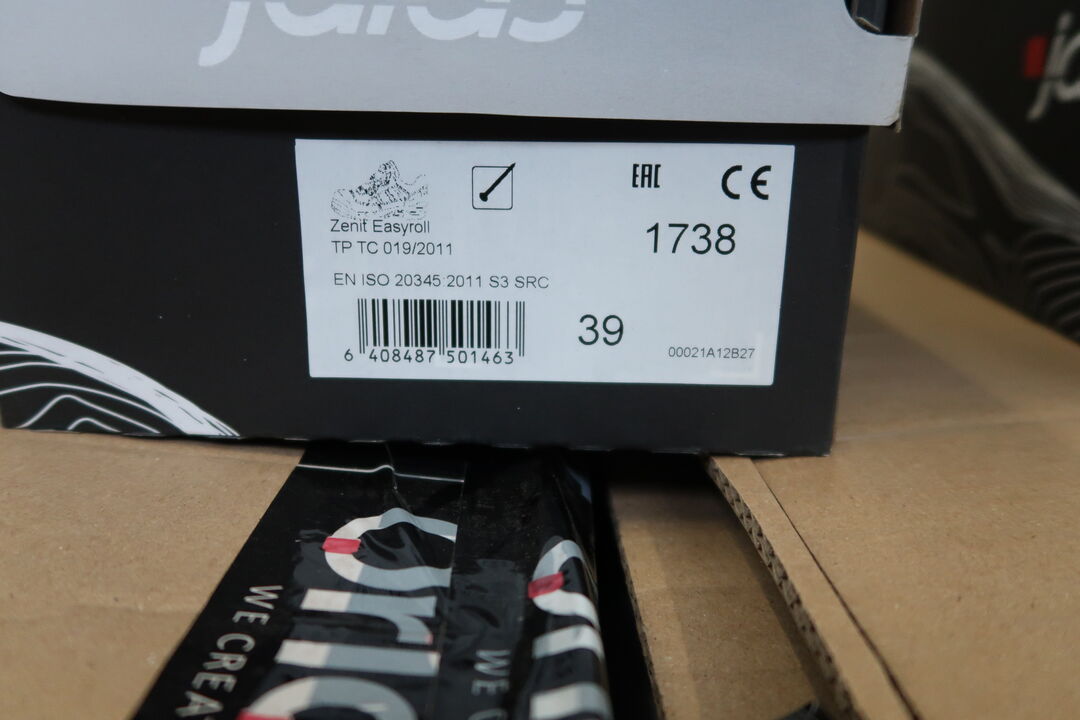 jalas
EAC CE
Zenit Easyroll
1738
TP TC 019/2011
EN ISO 20345:2011 S3 SRC
39
6 408487 501463
00021A12B27
WE CREA
WE C